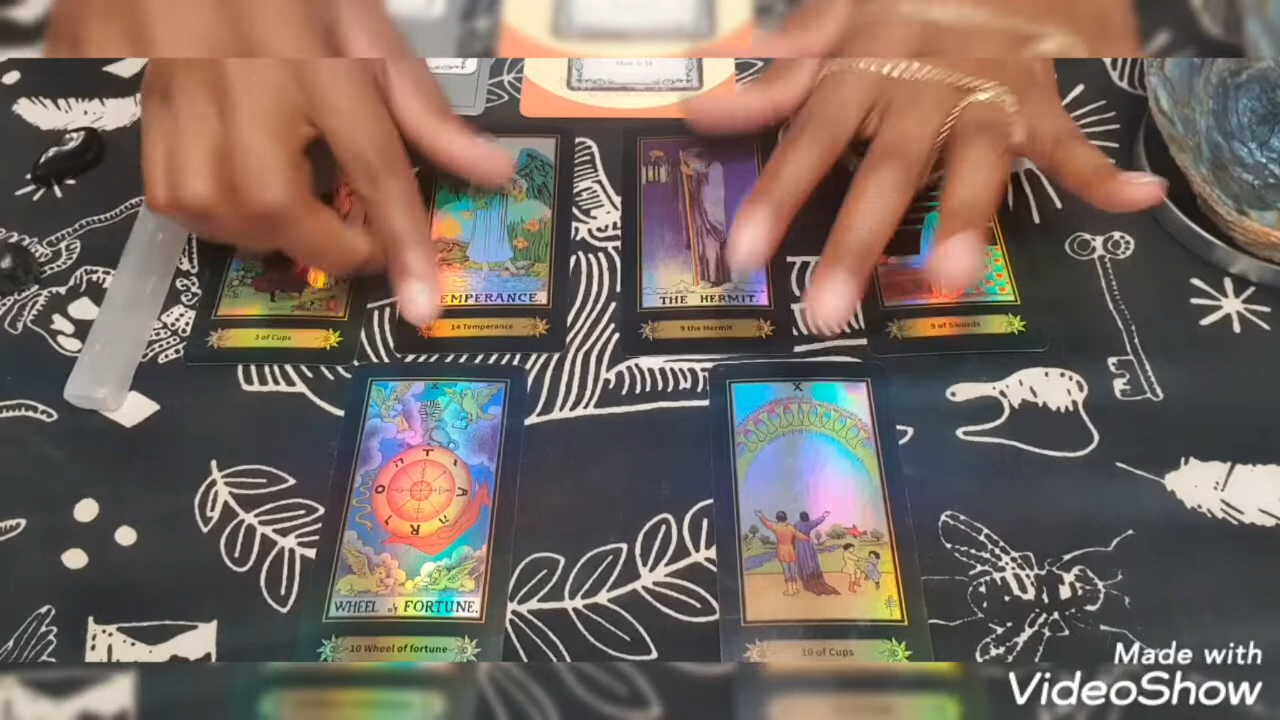 TEMPERANCE.
14 Temperance
THE HERMIT.
9 the Hermit
3 of Cups
9 of Swords
X
X
WHEEL of FORTUNE.
10 Wheel of fortune
10 of Cups
Made with
VideoShow